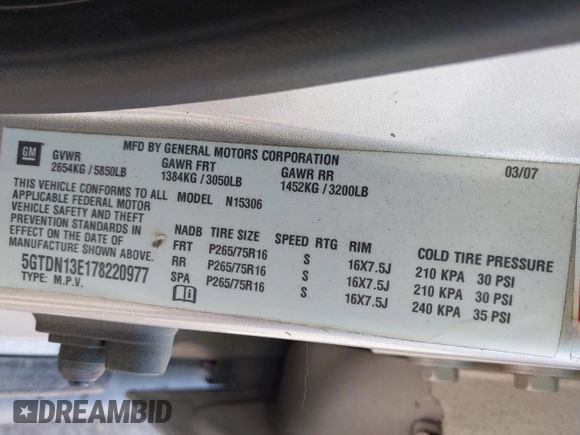 MFD BY GENERAL MOTORS CORPORATION
GM
GVWR GAWR FRT GAWR RR 03/07
2654KG / 5850LB 1384KG / 3050LB 1452KG / 3200LB
THIS VEHICLE CONFORMS TO ALL
APPLICABLE FEDERAL MOTOR
VEHICLE SAFETY AND THEFT
PREVENTION STANDARDS IN
EFFECT ON THE DATE OF
MANUFACTURE SHOWN ABOVE.
5GTDN13E178220977
TYPE: M.P.V.
MODEL N15306
NADB TIRE SIZE SPEED RTG RIM COLD TIRE PRESSURE
FRT P265/75R16 S 16X7.5J 210 KPA 30 PSI
RR P265/75R16 S 16X7.5J 210 KPA 30 PSI
SPA P265/75R16 S 16X7.5J 240 KPA 35 PSI
DREAMBID